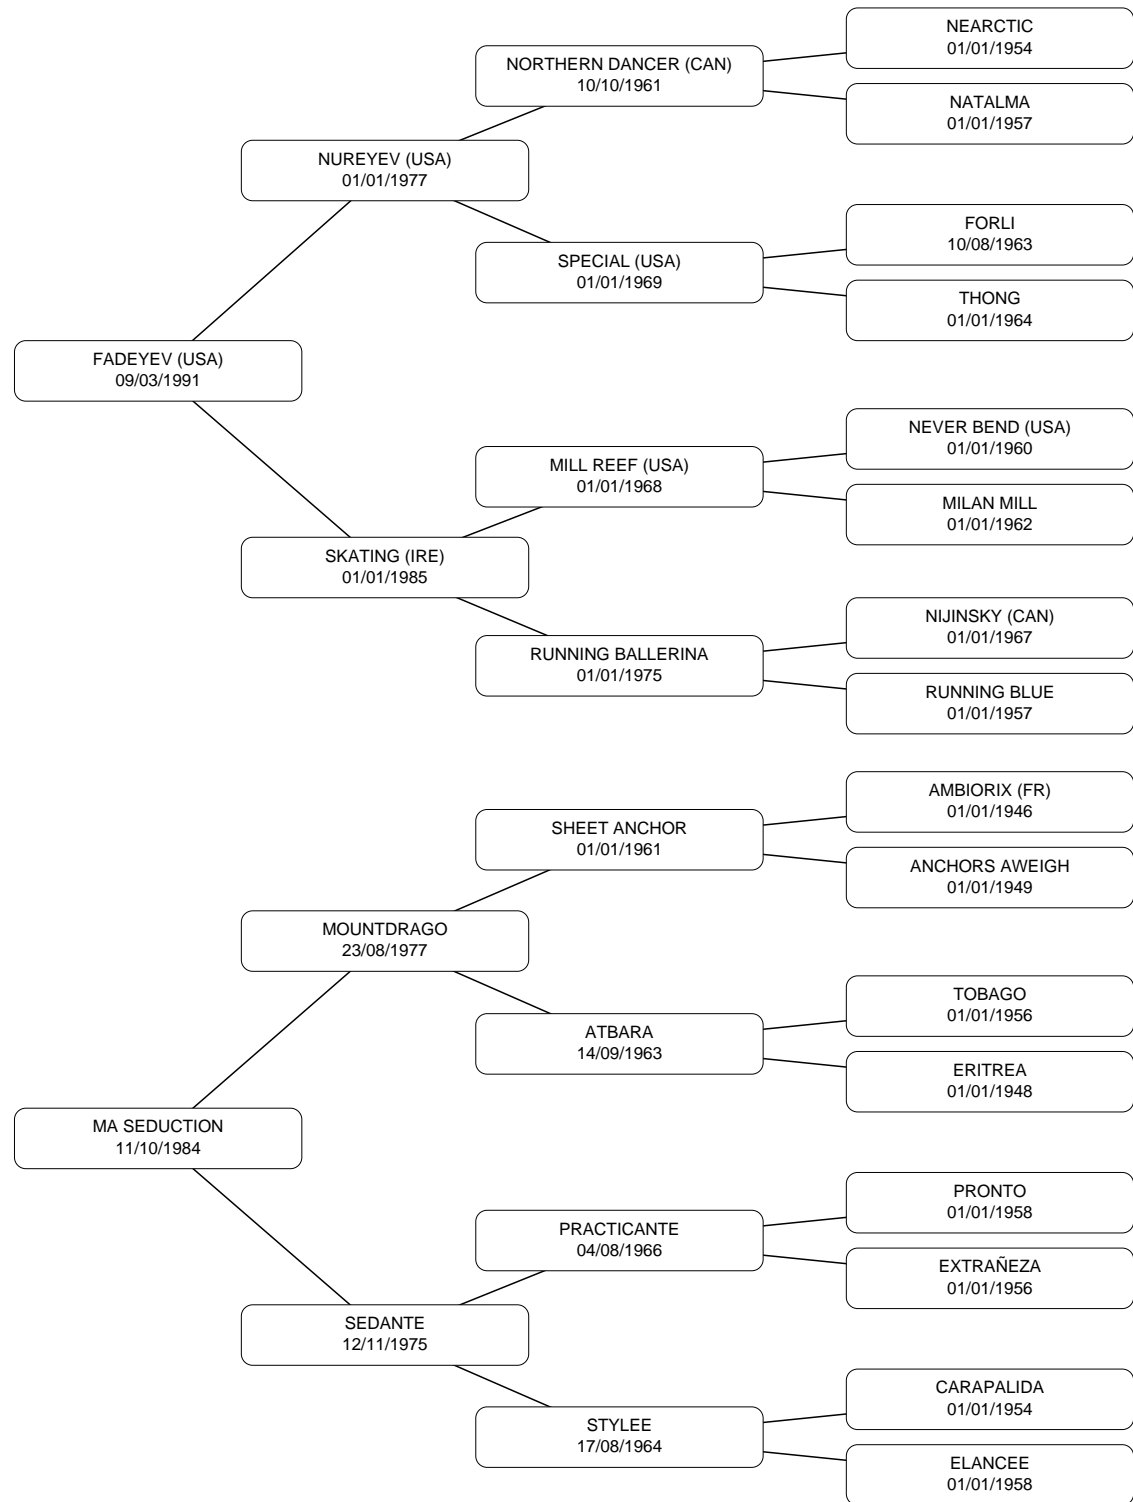 NEARCTIC
01/01/1954
NORTHERN DANCER (CAN)
10/10/1961
NATALMA
01/01/1957
NUREYEV (USA)
01/01/1977
FORLI
10/08/1963
SPECIAL (USA)
01/01/1969
THONG
01/01/1964
FADEYEV (USA)
09/03/1991
NEVER BEND (USA)
01/01/1960
MILL REEF (USA)
01/01/1968
MILAN MILL
01/01/1962
SKATING (IRE)
01/01/1985
NIJINSKY (CAN)
01/01/1967
RUNNING BALLERINA
01/01/1975
RUNNING BLUE
01/01/1957
AMBIORIX (FR)
01/01/1946
SHEET ANCHOR
01/01/1961
ANCHORS AWEIGH
01/01/1949
MOUNTDRAGO
23/08/1977
TOBAGO
01/01/1956
ATBARA
14/09/1963
ERITREA
01/01/1948
MA SEDUCTION
11/10/1984
PRONTO
01/01/1958
PRACTICANTE
04/08/1966
EXTRAÑEZA
01/01/1956
SEDANTE
12/11/1975
CARAPALIDA
01/01/1954
STYLEE
17/08/1964
ELANCEE
01/01/1958